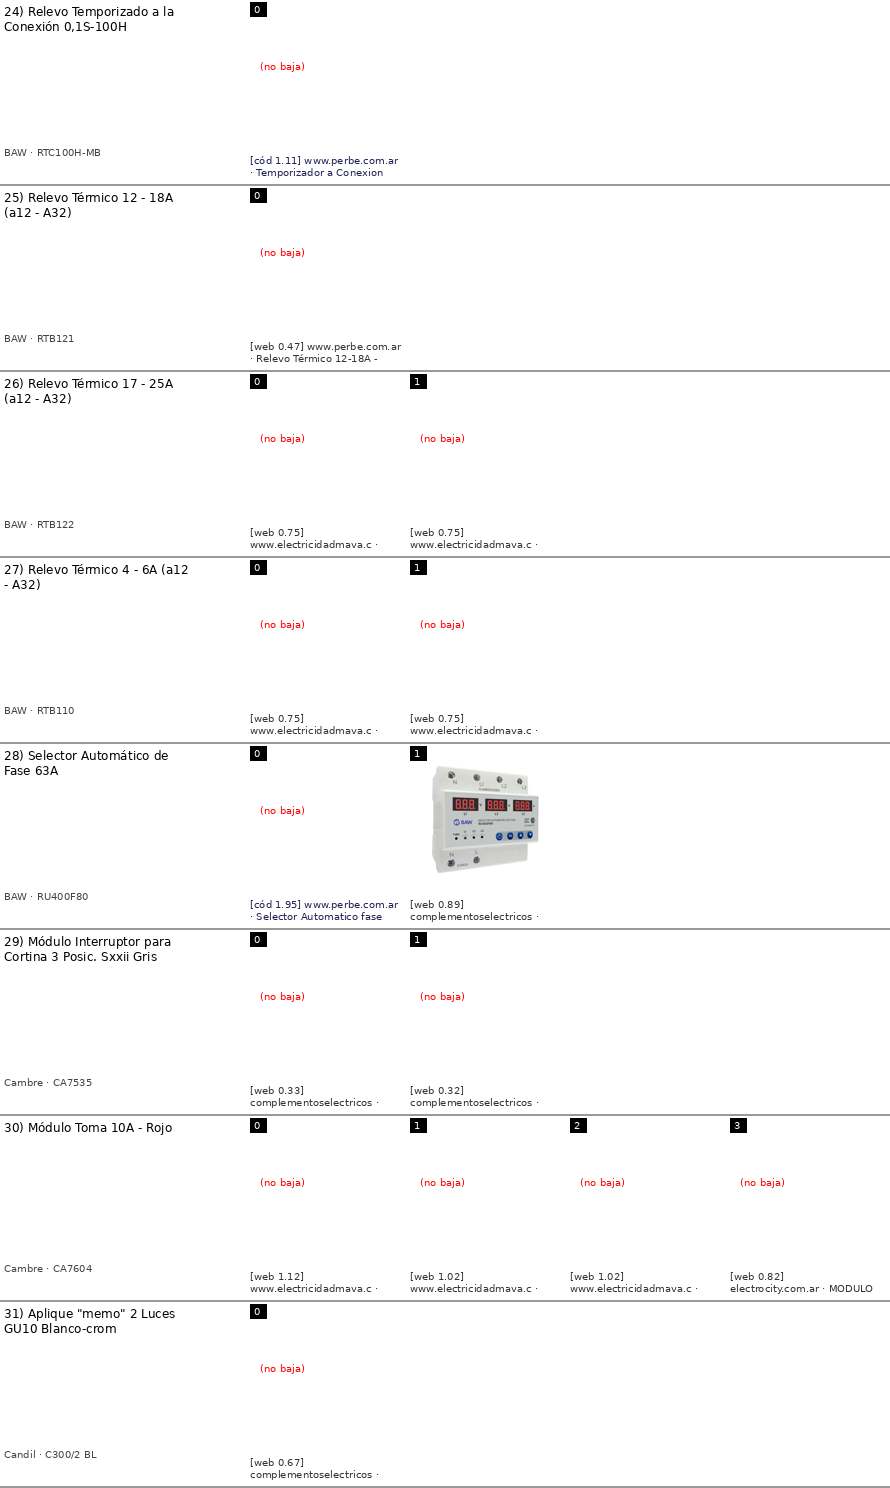 24) Relevo Temporizado a la
Conexión 0,1S-100H
0
(no baja)
BAW · RTC100H-MB
[cód 1.11] www.perbe.com.ar
· Temporizador a Conexion
25) Relevo Térmico 12 - 18A
(a12 - A32)
0
(no baja)
BAW · RTB121
[web 0.47] www.perbe.com.ar
· Relevo Térmico 12-18A -
26) Relevo Térmico 17 - 25A
(a12 - A32)
0
1
(no baja)
(no baja)
BAW · RTB122
[web 0.75]
www.electricidadmava.c ·
[web 0.75]
www.electricidadmava.c ·
27) Relevo Térmico 4 - 6A (a12
- A32)
0
1
(no baja)
(no baja)
BAW · RTB110
[web 0.75]
www.electricidadmava.c ·
[web 0.75]
www.electricidadmava.c ·
28) Selector Automático de
Fase 63A
0
1
(no baja)
BAW
BAW · RU400F80
[cód 1.95] www.perbe.com.ar
· Selector Automatico fase
[web 0.89]
complementoselectricos ·
29) Módulo Interruptor para
Cortina 3 Posic. Sxxii Gris
0
1
(no baja)
(no baja)
Cambre · CA7535
[web 0.33]
complementoselectricos ·
[web 0.32]
complementoselectricos ·
30) Módulo Toma 10A - Rojo
0
1
2
3
(no baja)
(no baja)
(no baja)
(no baja)
Cambre · CA7604
[web 1.12]
www.electricidadmava.c ·
[web 1.02]
www.electricidadmava.c ·
[web 1.02]
www.electricidadmava.c ·
[web 0.82]
electrocity.com.ar · MODULO
31) Aplique "memo" 2 Luces
GU10 Blanco-crom
0
(no baja)
Candil · C300/2 BL
[web 0.67]
complementoselectricos ·